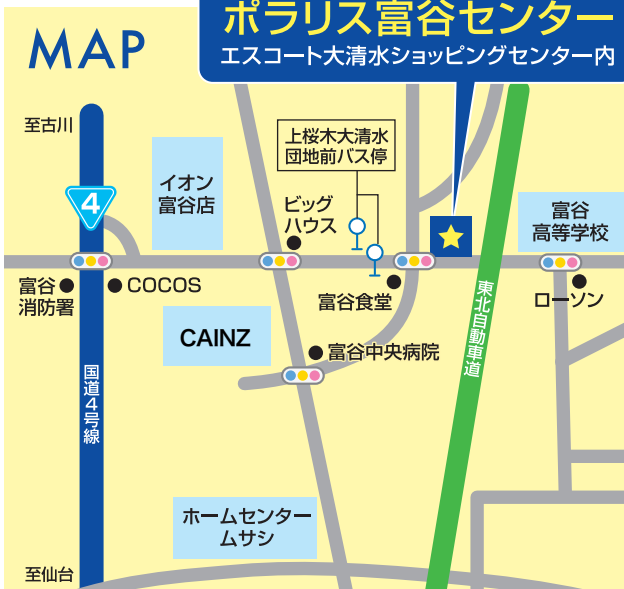 ポラリス富谷センター
エスコート大清水ショッピングセンター内
MAP
至古川
上桜木大清水
団地前バス停
イオン
富谷店
4
ビッグ
ハウス
富谷
高等学校
富谷
消防署
COCOS
富谷食堂
東北自動車道
ローソン
CAINZ
富谷中央病院
国道4号線
ホームセンター
ムサシ
至仙台